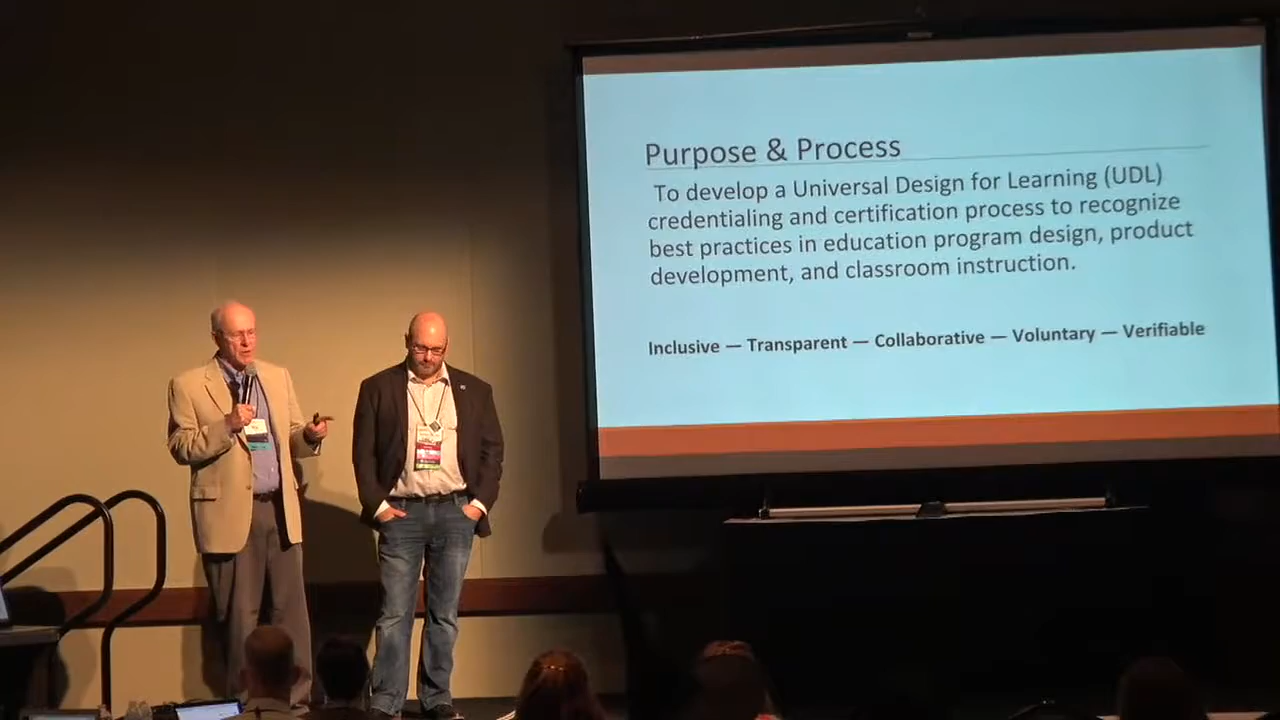 Purpose & Process
To develop a Universal Design for Learning (UDL)
credentialing and certification process to recognize
best practices in education program design, product
development, and classroom instruction.
Inclusive — Transparent — Collaborative — Voluntary — Verifiable